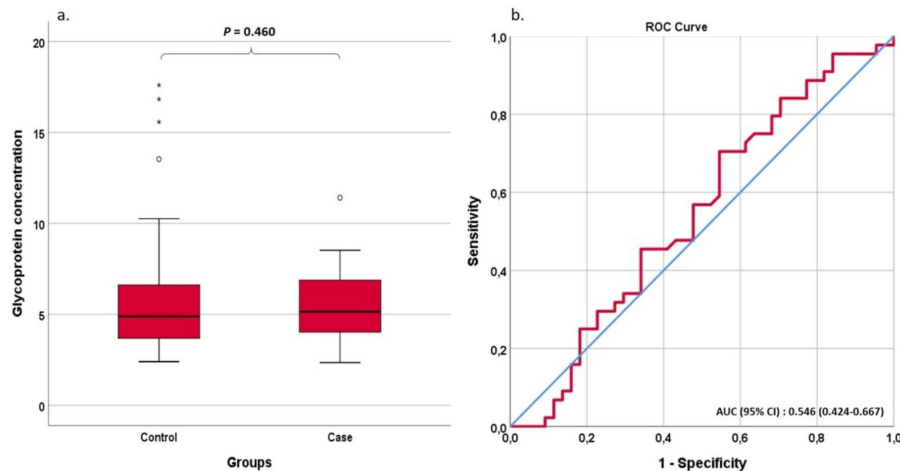 a.
P = 0.460
20
15
10
5
0
Glycoprotein concentration
*
*
*
o
o
Control
Case
Groups
b.
ROC Curve
1,0
0,8
0,6
0,4
0,2
0,0
Sensitivity
AUC (95% CI) : 0.546 (0.424-0.667)
0,0 0,2 0,4 0,6 0,8 1,0
1 - Specificity